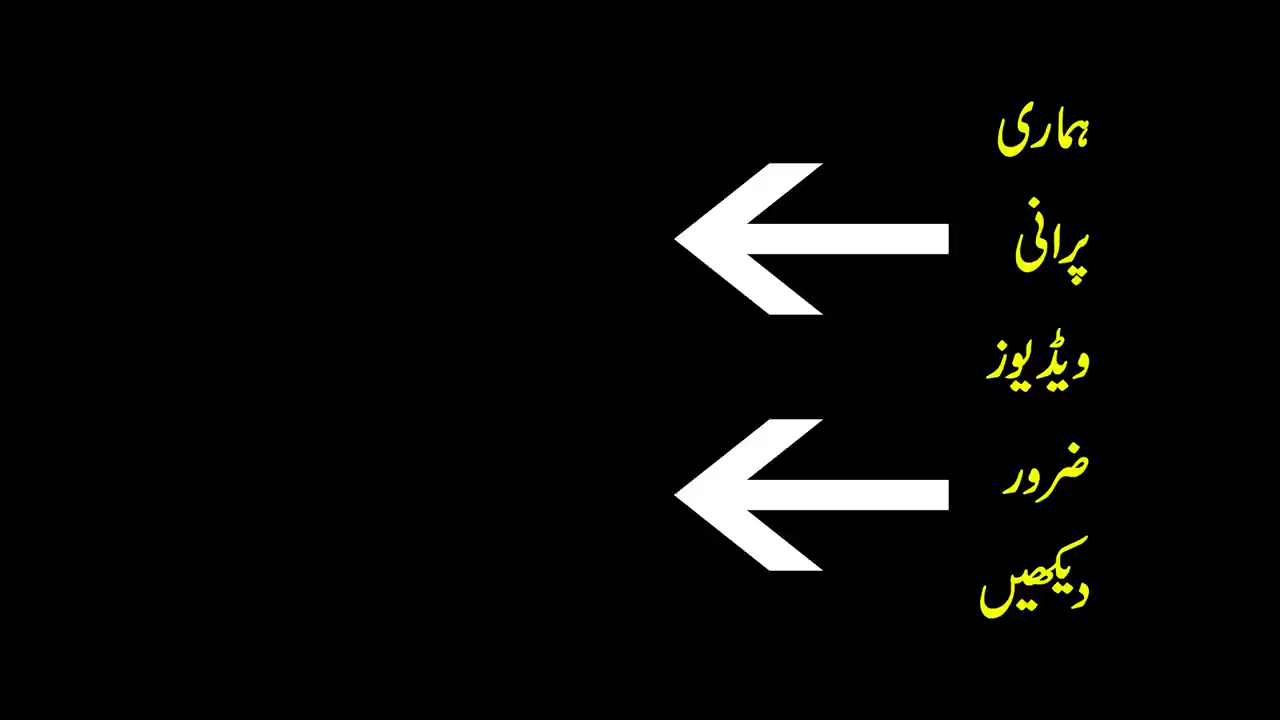 ہماری
پرانی
ویڈیوز
ضرور
دیکھیں